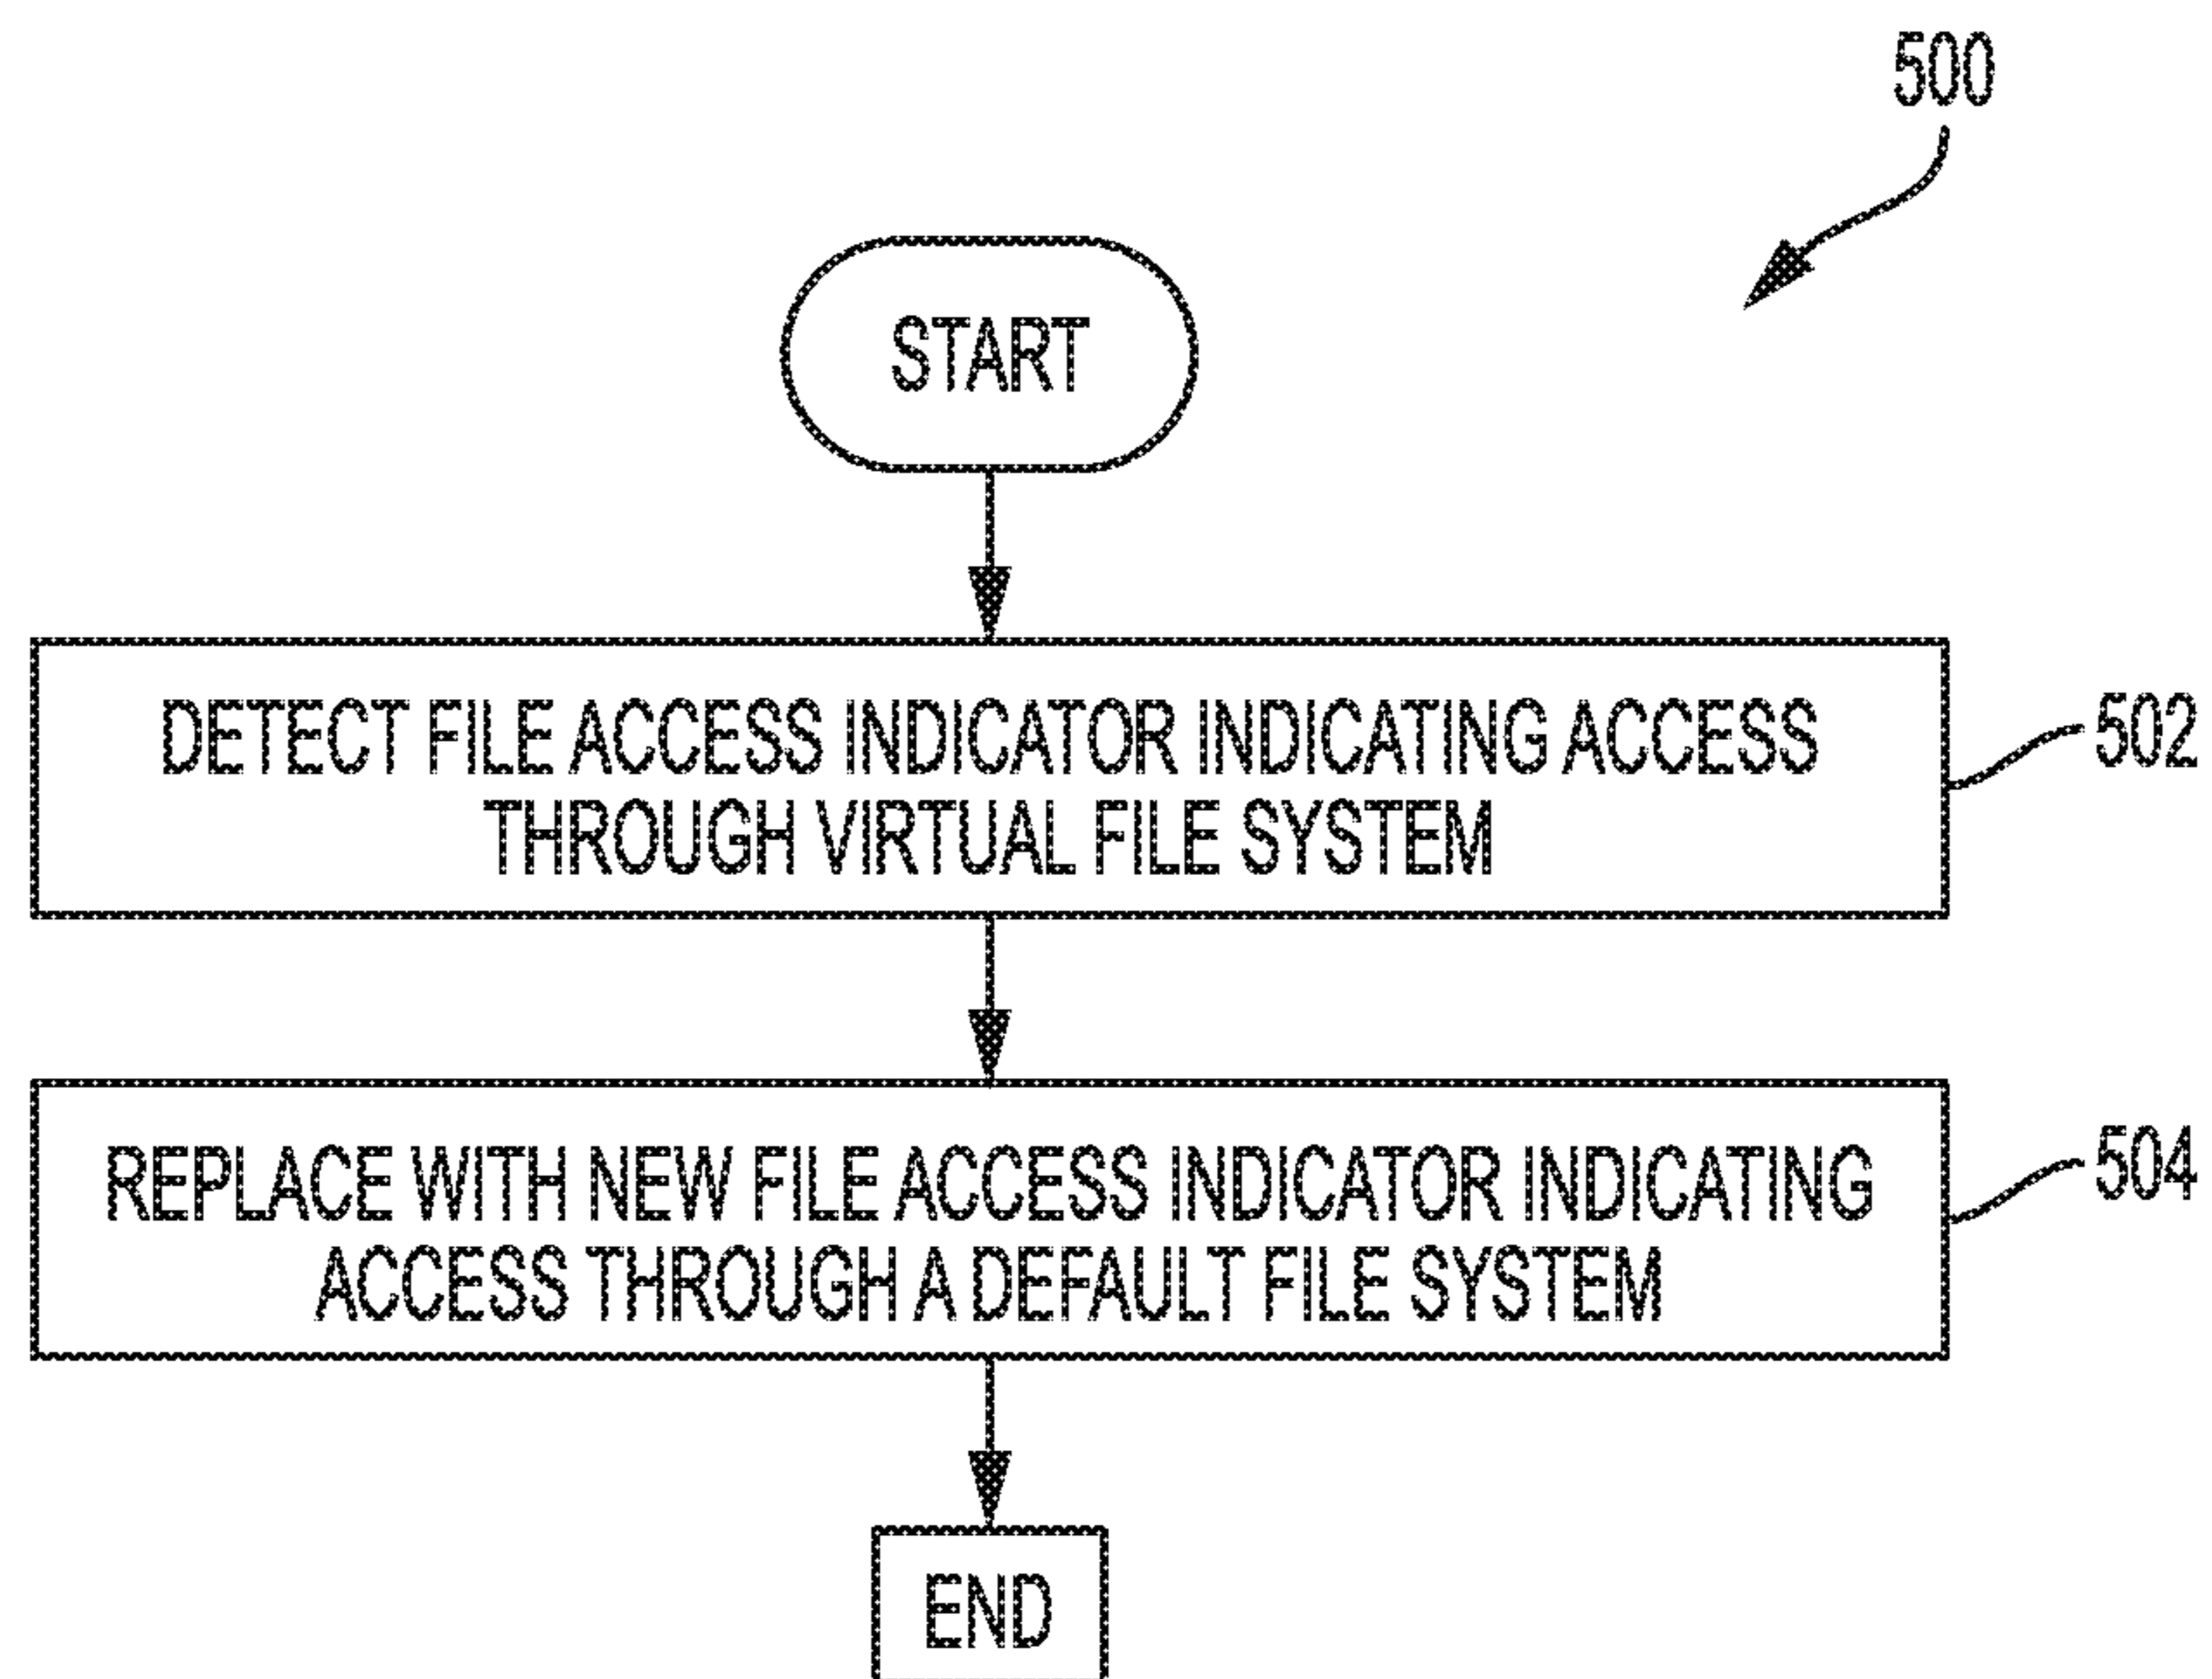 500
START
DETECT FILE ACCESS INDICATOR INDICATING ACCESS
THROUGH VIRTUAL FILE SYSTEM
502
REPLACE WITH NEW FILE ACCESS INDICATOR INDICATING
ACCESS THROUGH A DEFAULT FILE SYSTEM
504
END